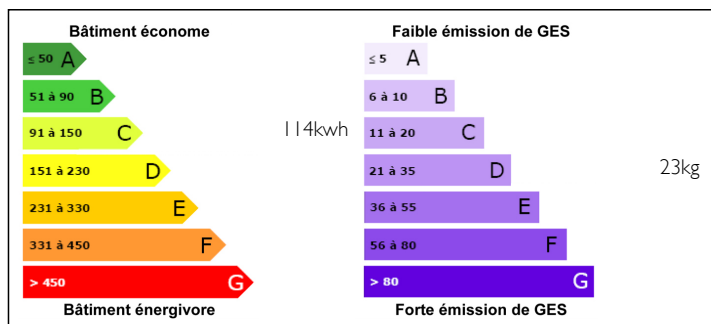 Bâtiment économe
≤ 50 A
51 à 90 B
91 à 150 C
114kwh
151 à 230 D
231 à 330 E
331 à 450 F
> 450 G
Bâtiment énergivore
Faible émission de GES
≤ 5 A
6 à 10 B
11 à 20 C
21 à 35 D
23kg
36 à 55 E
56 à 80 F
> 80 G
Forte émission de GES